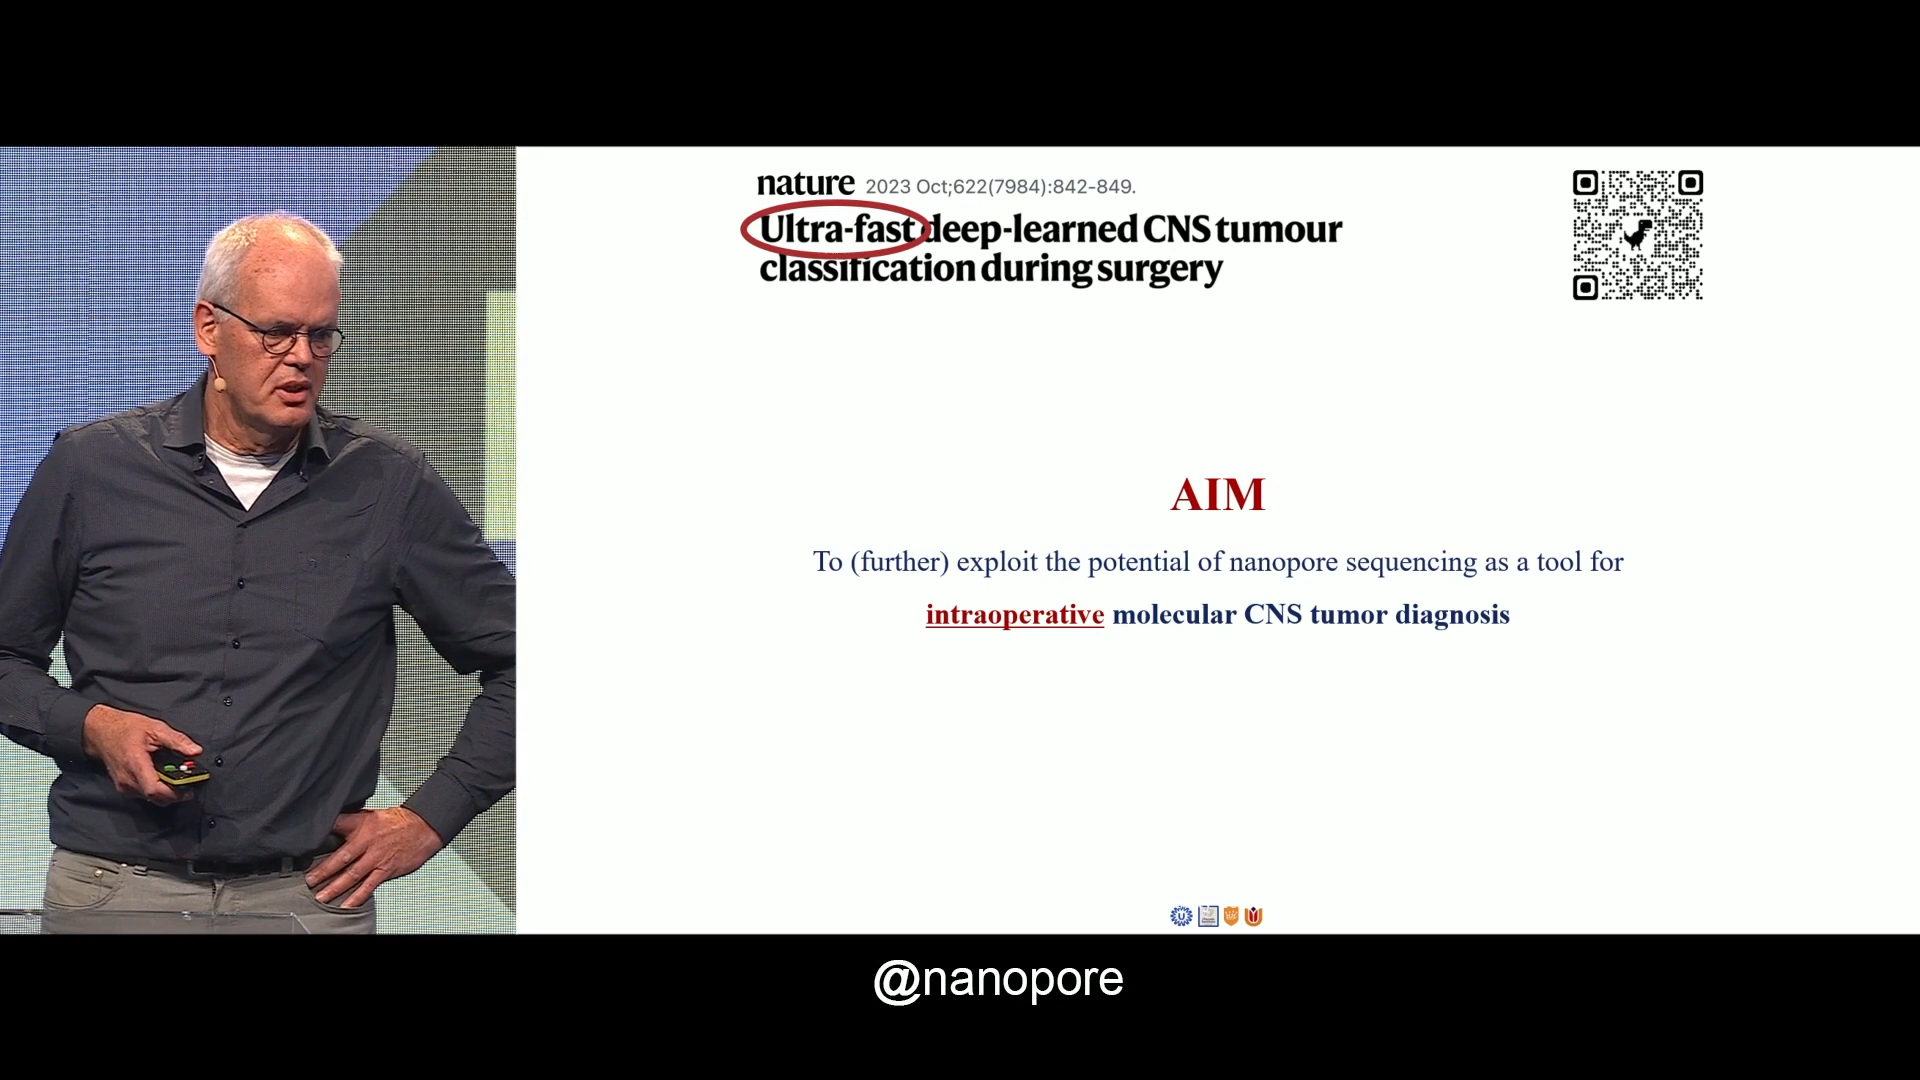 nature 2023 Oct;622(7984):842-849.
Ultra-fast deep-learned CNS tumour
classification during surgery
AIM
To (further) exploit the potential of nanopore sequencing as a tool for
intraoperative molecular CNS tumor diagnosis
@nanopore